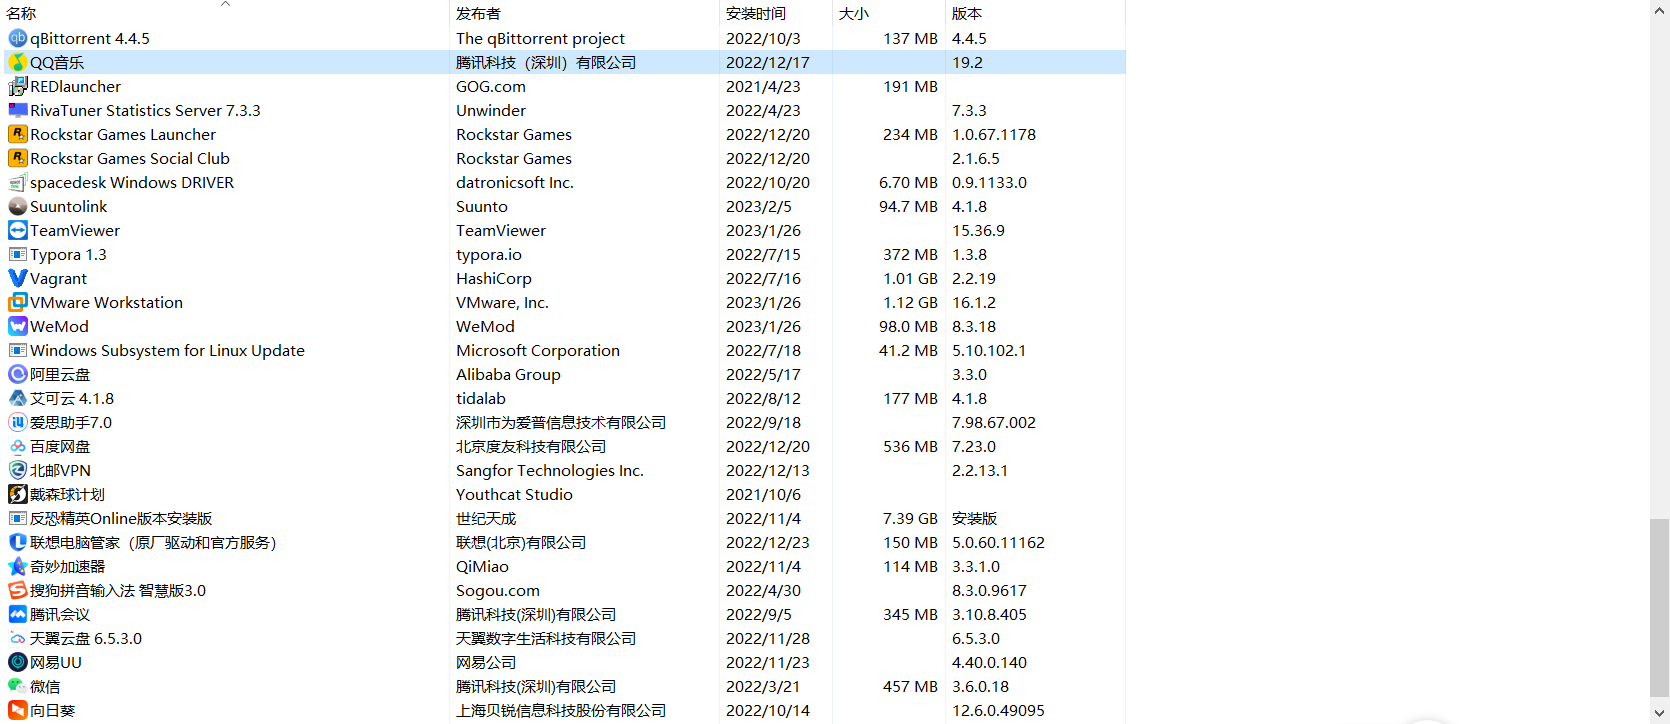 名称 发布者 安装时间 大小 版本
qBittorrent 4.4.5 The qBittorrent project 2022/10/3 137 MB 4.4.5
QQ音乐 腾讯科技（深圳）有限公司 2022/12/17 19.2
REDlauncher GOG.com 2021/4/23 191 MB
RivaTuner Statistics Server 7.3.3 Unwinder 2022/4/23 7.3.3
Rockstar Games Launcher Rockstar Games 2022/12/20 234 MB 1.0.67.1178
Rockstar Games Social Club Rockstar Games 2022/12/20 2.1.6.5
spacedesk Windows DRIVER datronicsoft Inc. 2022/10/20 6.70 MB 0.9.1133.0
Suuntolink Suunto 2023/2/5 94.7 MB 4.1.8
TeamViewer TeamViewer 2023/1/26 15.36.9
Typora 1.3 typora.io 2022/7/15 372 MB 1.3.8
Vagrant HashiCorp 2022/7/16 1.01 GB 2.2.19
VMware Workstation VMware, Inc. 2023/1/26 1.12 GB 16.1.2
WeMod WeMod 2023/1/26 98.0 MB 8.3.18
Windows Subsystem for Linux Update Microsoft Corporation 2022/7/18 41.2 MB 5.10.102.1
阿里云盘 Alibaba Group 2022/5/17 3.3.0
艾可云 4.1.8 tidalab 2022/8/12 177 MB 4.1.8
爱思助手7.0 深圳市为爱普信息技术有限公司 2022/9/18 7.98.67.002
百度网盘 北京度友科技有限公司 2022/12/20 536 MB 7.23.0
北邮VPN Sangfor Technologies Inc. 2022/12/13 2.2.13.1
戴森球计划 Youthcat Studio 2021/10/6
反恐精英Online版本安装版 世纪天成 2022/11/4 7.39 GB 安装版
联想电脑管家（原厂驱动和官方服务） 联想(北京)有限公司 2022/12/23 150 MB 5.0.60.11162
奇妙加速器 QiMiao 2022/11/4 114 MB 3.3.1.0
搜狗拼音输入法 智慧版3.0 Sogou.com 2022/4/30 8.3.0.9617
腾讯会议 腾讯科技(深圳)有限公司 2022/9/5 345 MB 3.10.8.405
天翼云盘 6.5.3.0 天翼数字生活科技有限公司 2022/11/28 6.5.3.0
网易UU 网易公司 2022/11/23 4.40.0.140
微信 腾讯科技(深圳)有限公司 2022/3/21 457 MB 3.6.0.18
向日葵 上海贝锐信息科技股份有限公司 2022/10/14 12.6.0.49095